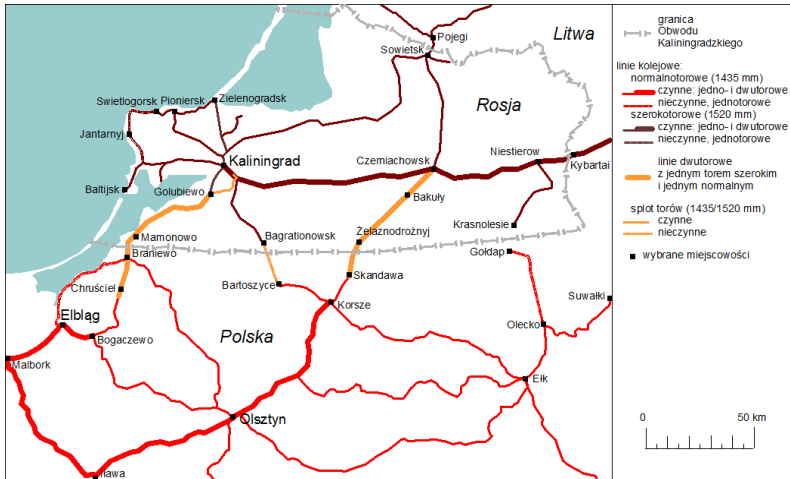 Litwa
Pojegi
Sowietsk
Rosja
Swietlogorsk
Pioniersk
Zielenogradsk
Jantarnyj
Kaliningrad
Czerniachowsk
Niestierow
Kybartai
Baltijsk
Golubiewo
Bakuły
Krasnolesie
Mamonowo
Bagrationowsk
Żelaznodrożnyj
Gołdap
Braniewo
Skandawa
Chruściel
Bartoszyce
Korsze
Suwałki
Elbląg
Bogaczewo
Polska
Olecko
Malbork
Ełk
Olsztyn
Iława
granica
Obwodu
Kaliningradzkiego
linie kolejowe:
normalnotorowe (1435 mm)
czynne: jedno- i dwutorowe
nieczynne, jednotorowe
szerokotorowe (1520 mm)
czynne: jedno- i dwutorowe
nieczynne, jednotorowe
linie dwutorowe
z jednym torem szerokim
i jednym normalnym
splot torów (1435/1520 mm)
czynne
nieczynne
wybrane miejscowości
0
50 km